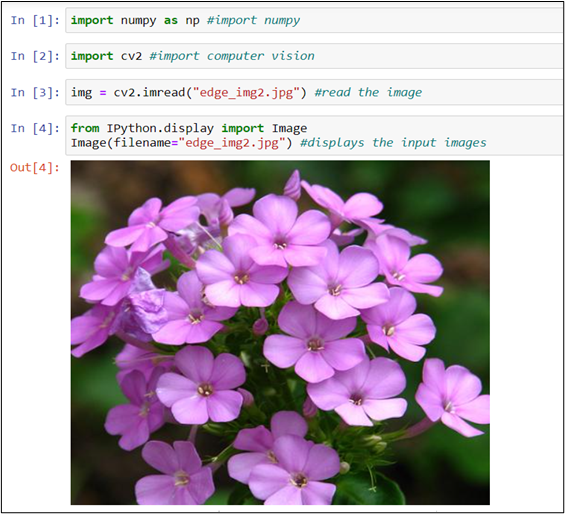 In [1]: import numpy as np #import numpy
In [2]: import cv2 #import computer vision
In [3]: img = cv2.imread("edge_img2.jpg") #read the image
In [4]: from IPython.display import Image
Image(filename="edge_img2.jpg") #displays the input images
Out[4]: